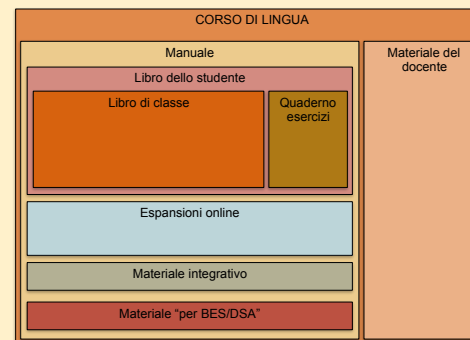 CORSO DI LINGUA
Manuale
Libro dello studente
Libro di classe
Quaderno
esercizi
Espansioni online
Materiale integrativo
Materiale “per BES/DSA”
Materiale del
docente